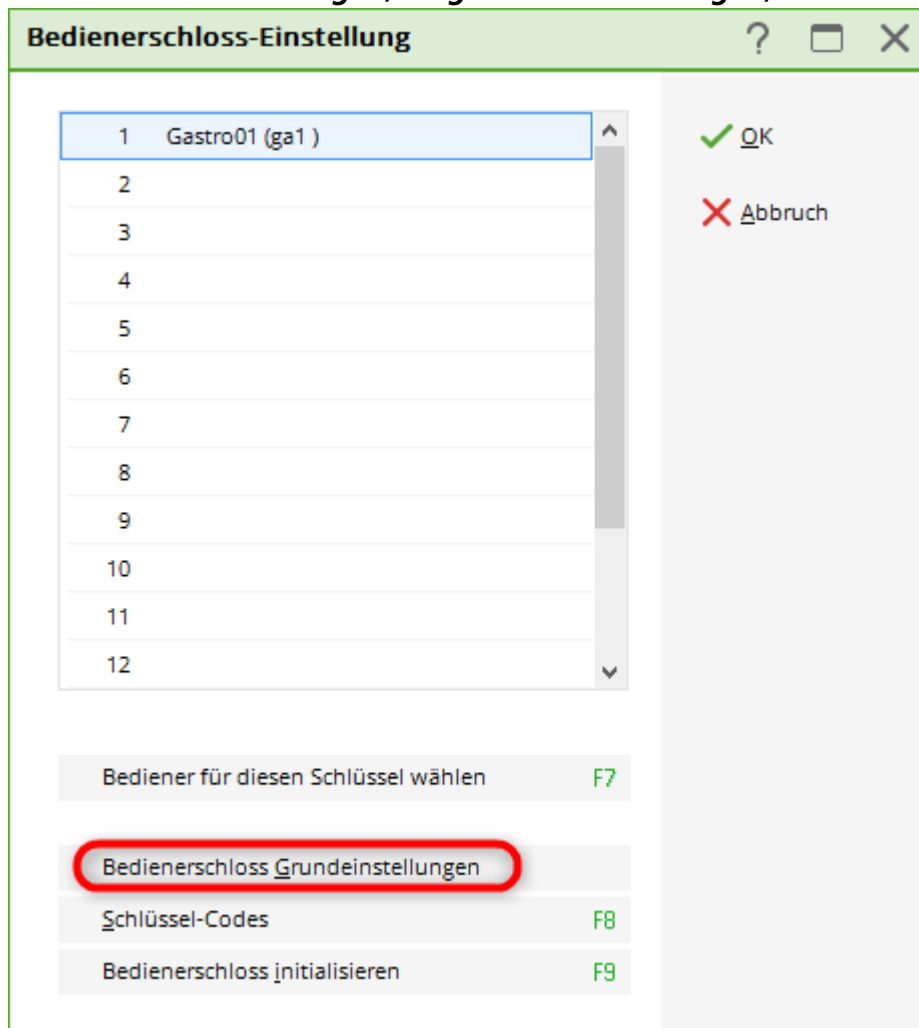 Bedienerschloss-Einstellung ?
1 Gastro01 (ga1 )
OK
2
Abbruch
3
4
5
6
7
8
9
10
11
12
Bediener für diesen Schlüssel wählen F7
Bedienerschloss Grundeinstellungen
Schlüssel-Codes F8
Bedienerschloss initialisieren F9